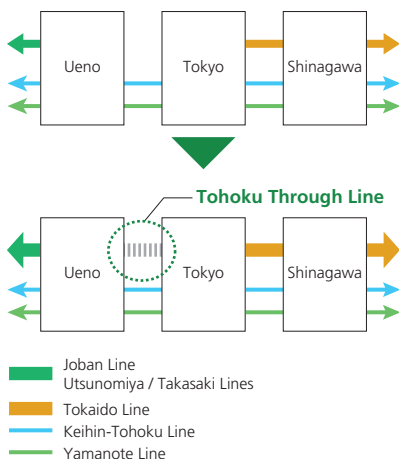 Ueno
Tokyo
Shinagawa
Tohoku Through Line
Ueno
Tokyo
Shinagawa
Joban Line
Utsunomiya / Takasaki Lines
Tokaido Line
Keihin-Tohoku Line
Yamanote Line